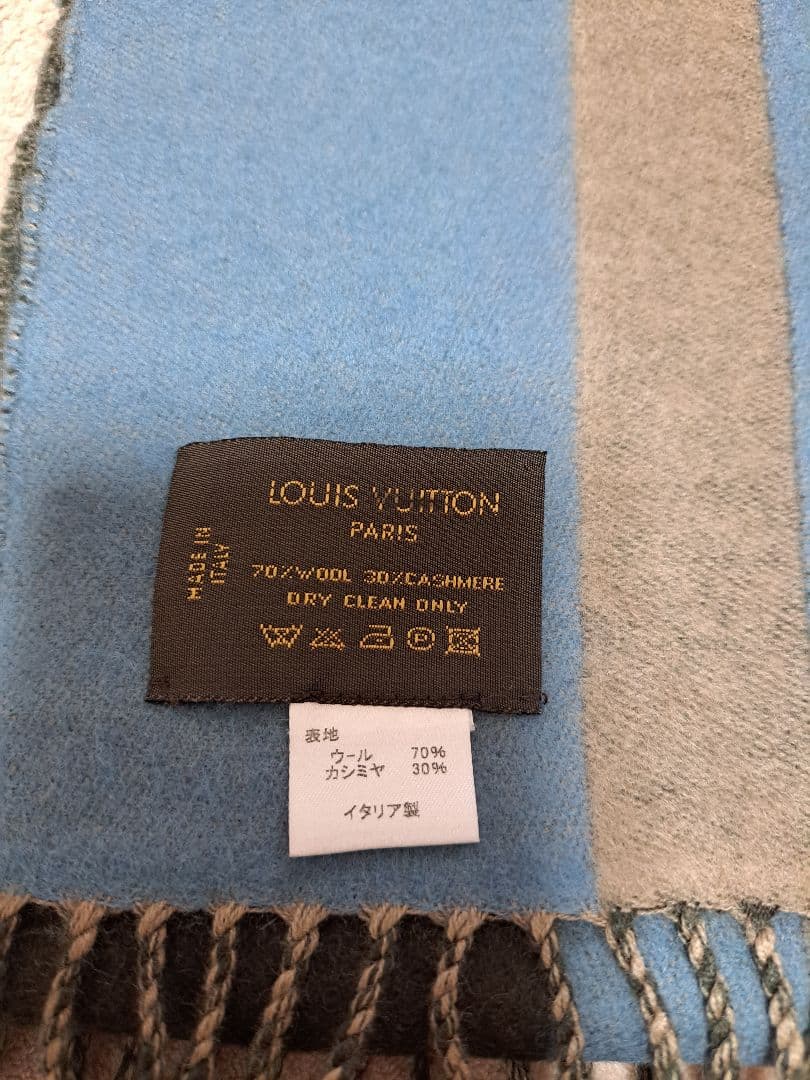 LOUIS VUITTON
PARIS
MADE IN
ITALY
70%WOOL 30%CASHMERE
DRY CLEAN ONLY
表地
ウール 70%
カシミヤ 30%
イタリア製